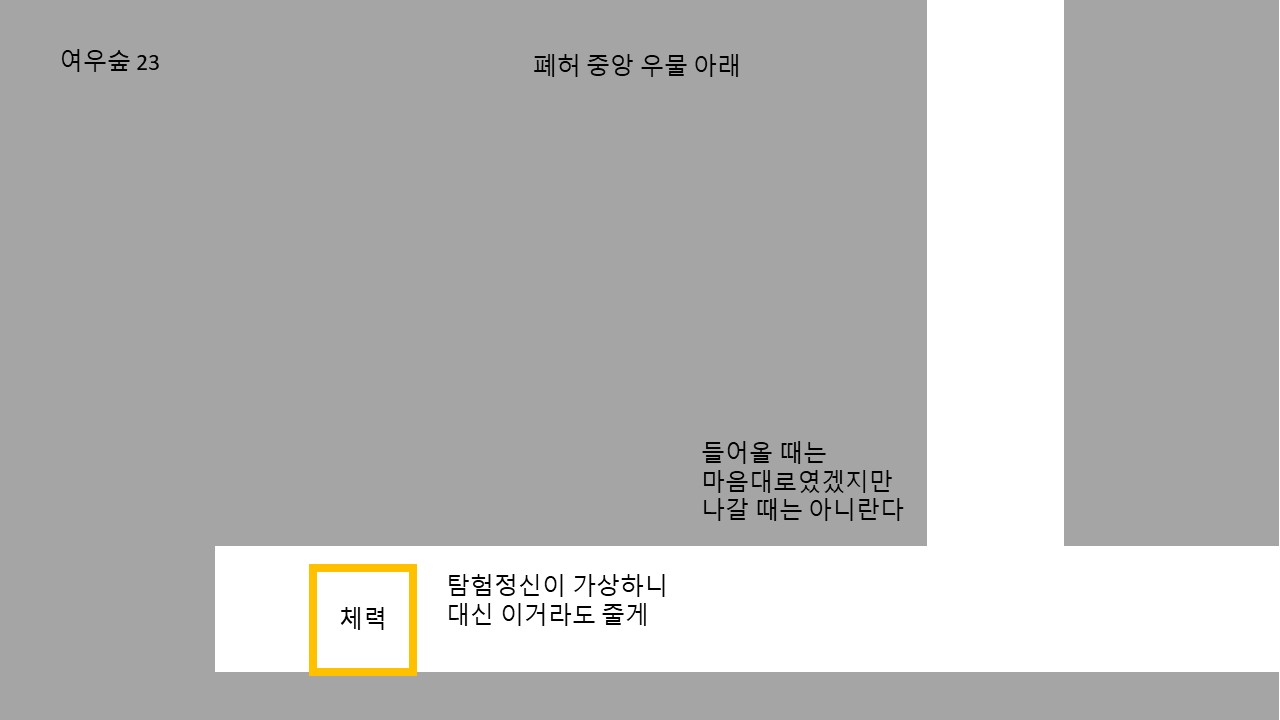 여우숲 23
폐허 중앙 우물 아래
들어올 때는
마음대로였겠지만
나갈 때는 아니란다
체력
탐험정신이 가상하니
대신 이거라도 줄게